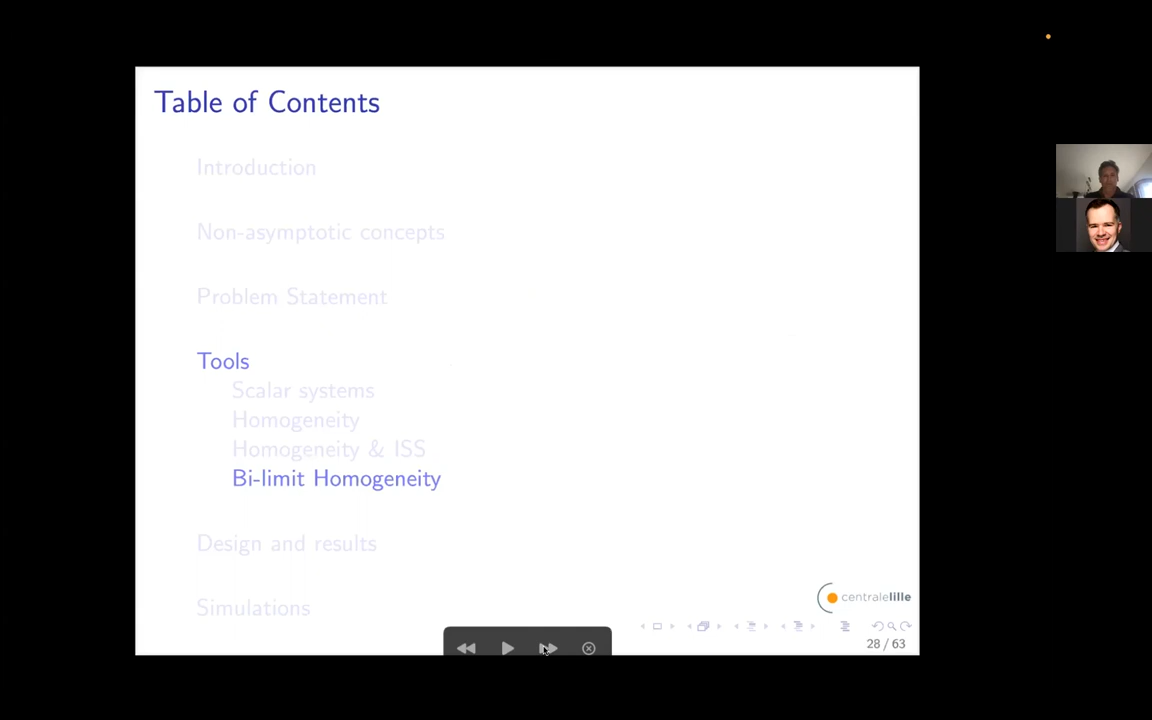 Table of Contents
Introduction
Non-asymptotic concepts
Problem Statement
Tools
Scalar systems
Homogeneity
Homogeneity & ISS
Bi-limit Homogeneity
Design and results
Simulations
centralelille
28 / 63